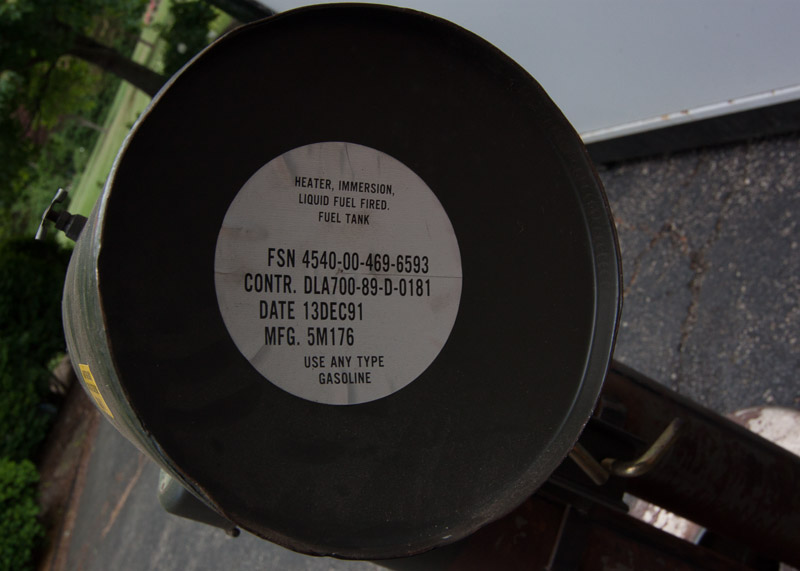 HEATER, IMMERSION,
LIQUID FUEL FIRED.
FUEL TANK
FSN 4540-00-469-6593
CONTR. DLA700-89-D-0181
DATE 13DEC91
MFG. 5M176
USE ANY TYPE
GASOLINE